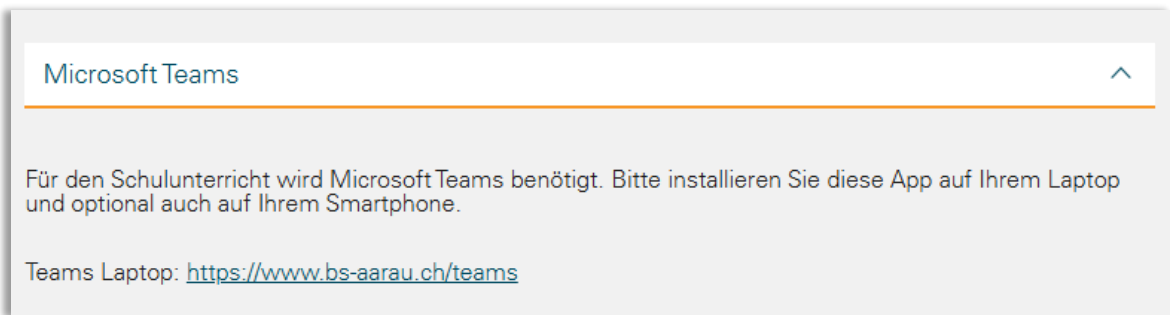 Microsoft Teams
Für den Schulunterricht wird Microsoft Teams benötigt. Bitte installieren Sie diese App auf Ihrem Laptop
und optional auch auf Ihrem Smartphone.
Teams Laptop: https://www.bs-aarau.ch/teams